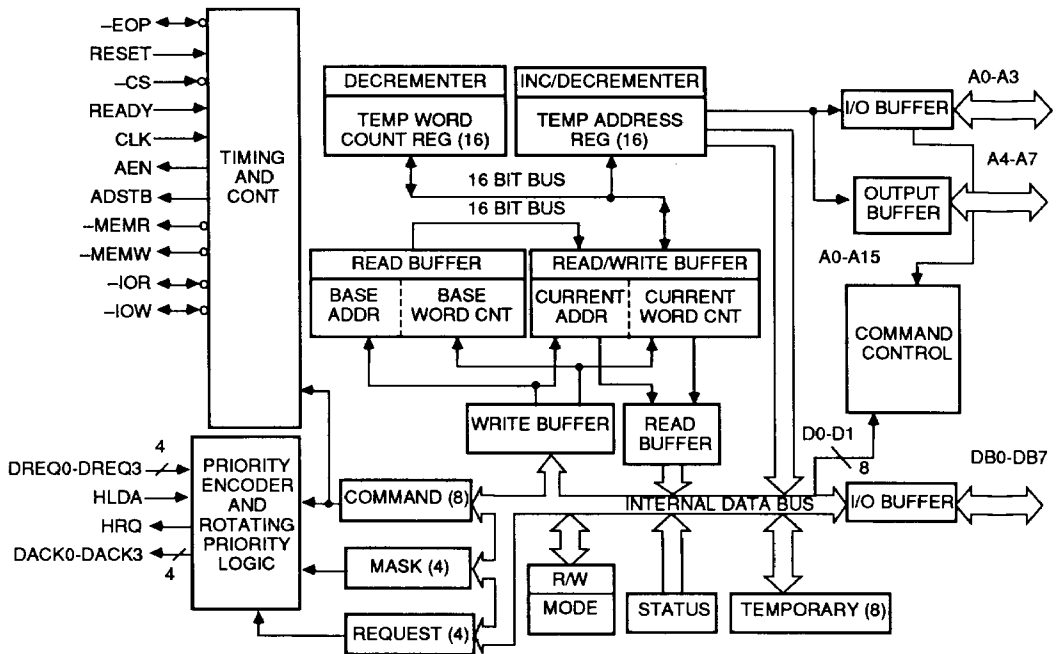 –EOP
RESET
–CS
READY
CLK
AEN
ADSTB
–MEMR
–MEMW
–IOR
–IOW
TIMING
AND
CONT
DECREMENTER
TEMP WORD
COUNT REG (16)
INC/DECREMENTER
TEMP ADDRESS
REG (16)
16 BIT BUS
16 BIT BUS
READ BUFFER
BASE
ADDR
BASE
WORD CNT
READ/WRITE BUFFER
CURRENT
ADDR
CURRENT
WORD CNT
WRITE BUFFER
READ
BUFFER
A0-A3
I/O BUFFER
A4-A7
OUTPUT
BUFFER
A0-A15
COMMAND
CONTROL
D0-D1
8
DB0-DB7
I/O BUFFER
INTERNAL DATA BUS
DREQ0-DREQ3
4
HLDA
HRQ
DACK0-DACK3
4
PRIORITY
ENCODER
AND
ROTATING
PRIORITY
LOGIC
COMMAND (8)
MASK (4)
REQUEST (4)
R/W
MODE
STATUS
TEMPORARY (8)